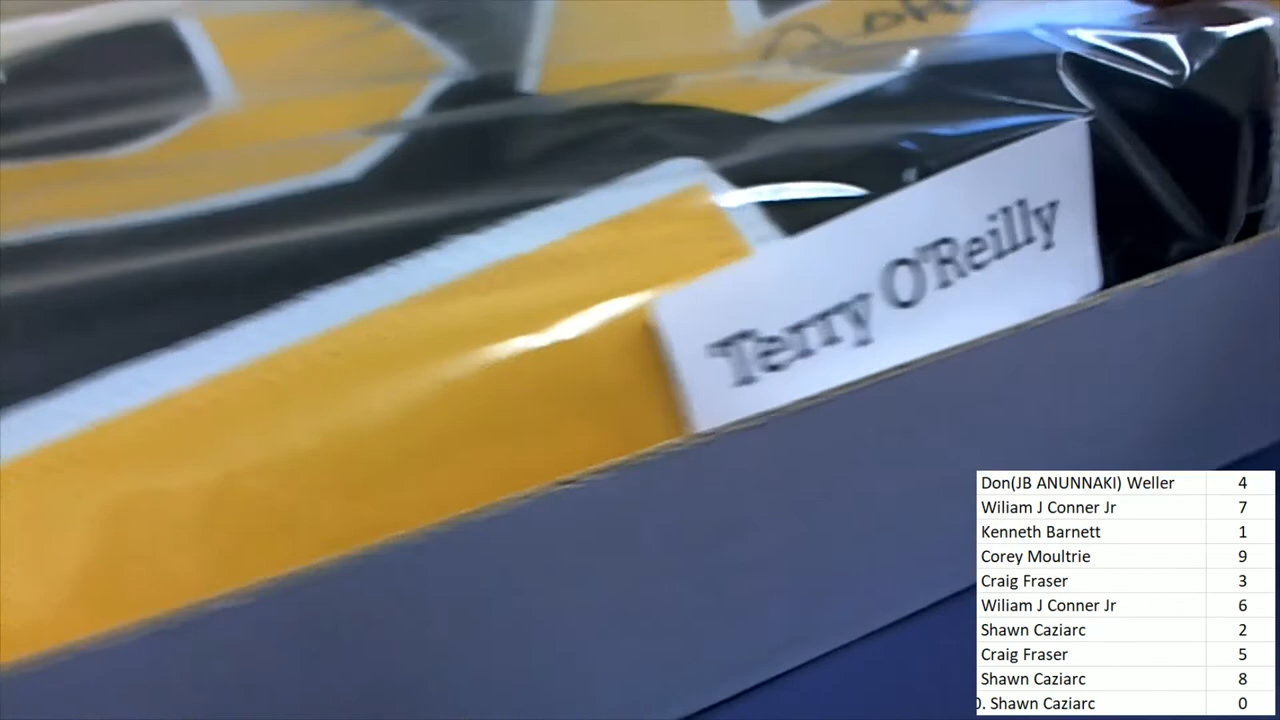 Terry O'Reilly
Don(JB ANUNNAKI) Weller 4
Wiliam J Conner Jr 7
Kenneth Barnett 1
Corey Moultrie 9
Craig Fraser 3
Wiliam J Conner Jr 6
Shawn Caziarc 2
Craig Fraser 5
Shawn Caziarc 8
0. Shawn Caziarc 0